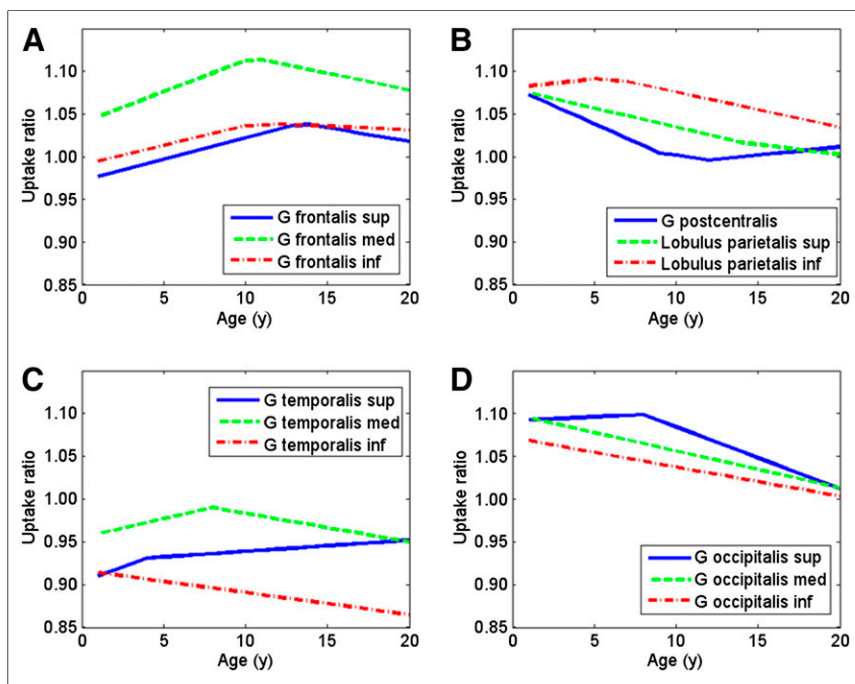 A
Uptake ratio
1.10
1.05
1.00
0.95
0.90
0.85
0
5
10
15
20
Age (y)
G frontalis sup
G frontalis med
G frontalis inf
B
Uptake ratio
1.10
1.05
1.00
0.95
0.90
0.85
0
5
10
15
20
Age (y)
G postcentralis
Lobulus parietalis sup
Lobulus parietalis inf
C
Uptake ratio
1.10
1.05
1.00
0.95
0.90
0.85
0
5
10
15
20
Age (y)
G temporalis sup
G temporalis med
G temporalis inf
D
Uptake ratio
1.10
1.05
1.00
0.95
0.90
0.85
0
5
10
15
20
Age (y)
G occipitalis sup
G occipitalis med
G occipitalis inf